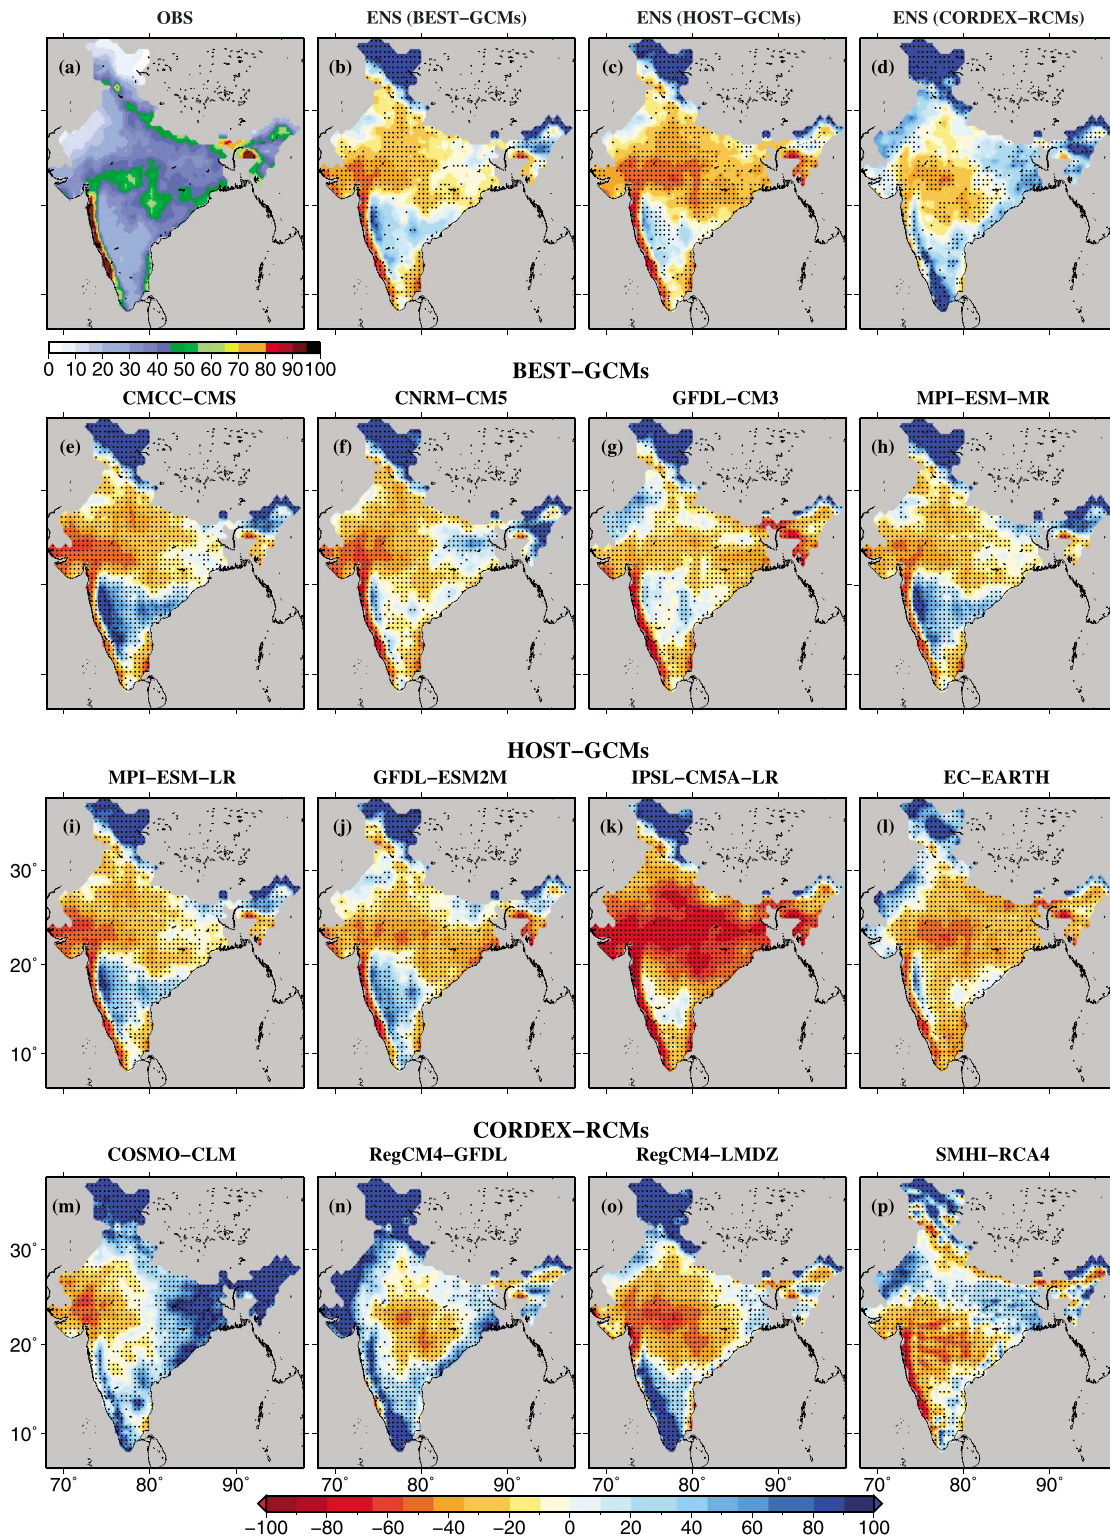 OBS ENS (BEST−GCMs) ENS (HOST−GCMs) ENS (CORDEX−RCMs)
(a) (b) (c) (d)
0 10 20 30 40 50 60 70 80 90 100
BEST−GCMs
CMCC−CMS CNRM−CM5 GFDL−CM3 MPI−ESM−MR
(e) (f) (g) (h)
HOST−GCMs
MPI−ESM−LR GFDL−ESM2M IPSL−CM5A−LR EC−EARTH
(i) (j) (k) (l)
30˚
20˚
10˚
CORDEX−RCMs
COSMO−CLM RegCM4−GFDL RegCM4−LMDZ SMHI−RCA4
(m) (n) (o) (p)
30˚
20˚
10˚
70˚ 80˚ 90˚ 70˚ 80˚ 90˚ 70˚ 80˚ 90˚ 70˚ 80˚ 90˚
−100 −80 −60 −40 −20 0 20 40 60 80 100